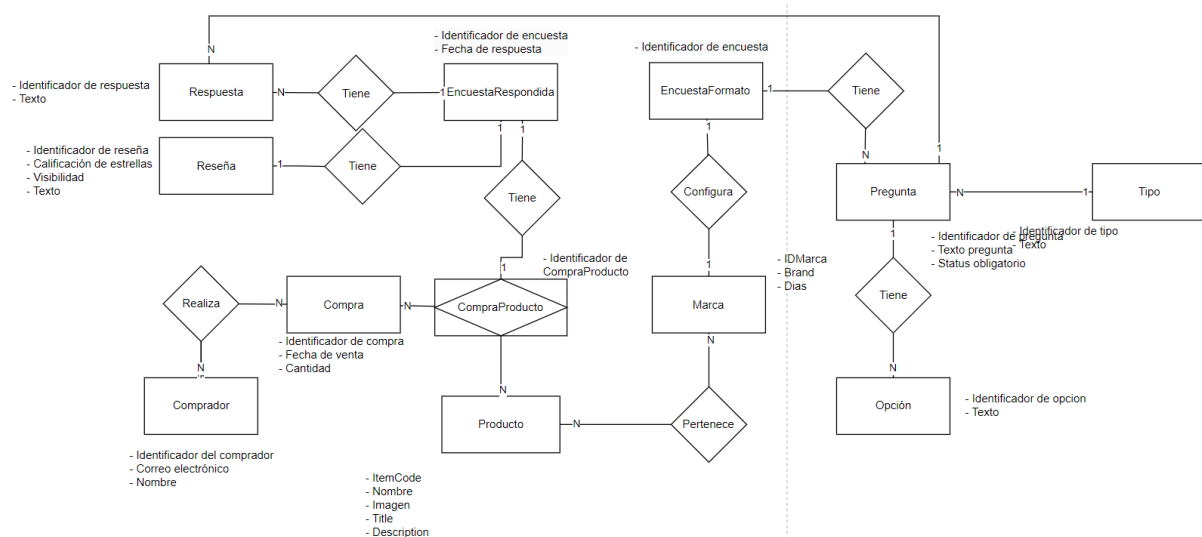 N
1
- Identificador de encuesta
- Fecha de respuesta
- Identificador de encuesta
- Identificador de respuesta
- Texto
Respuesta
N
Tiene
1
EncuestaRespondida
EncuestaFormato
1
Tiene
N
- Identificador de reseña
- Calificación de estrellas
- Visibilidad
- Texto
Reseña
1
Tiene
1
1
Tiene
1
1
Configura
1
Pregunta
N
1
Tipo
- Identificador de pregunta
- Texto pregunta
- Status obligatorio
- Identificador de tipo
- Texto
1
Tiene
N
- Identificador de
CompraProducto
- IDMarca
- Brand
- Dias
Realiza
N
Compra
N
CompraProducto
Marca
N
- Identificador de compra
- Fecha de venta
- Cantidad
N
Comprador
N
Producto
N
Pertenece
Opción
- Identificador de opcion
- Texto
- Identificador del comprador
- Correo electrónico
- Nombre
- ItemCode
- Nombre
- Imagen
- Title
- Description